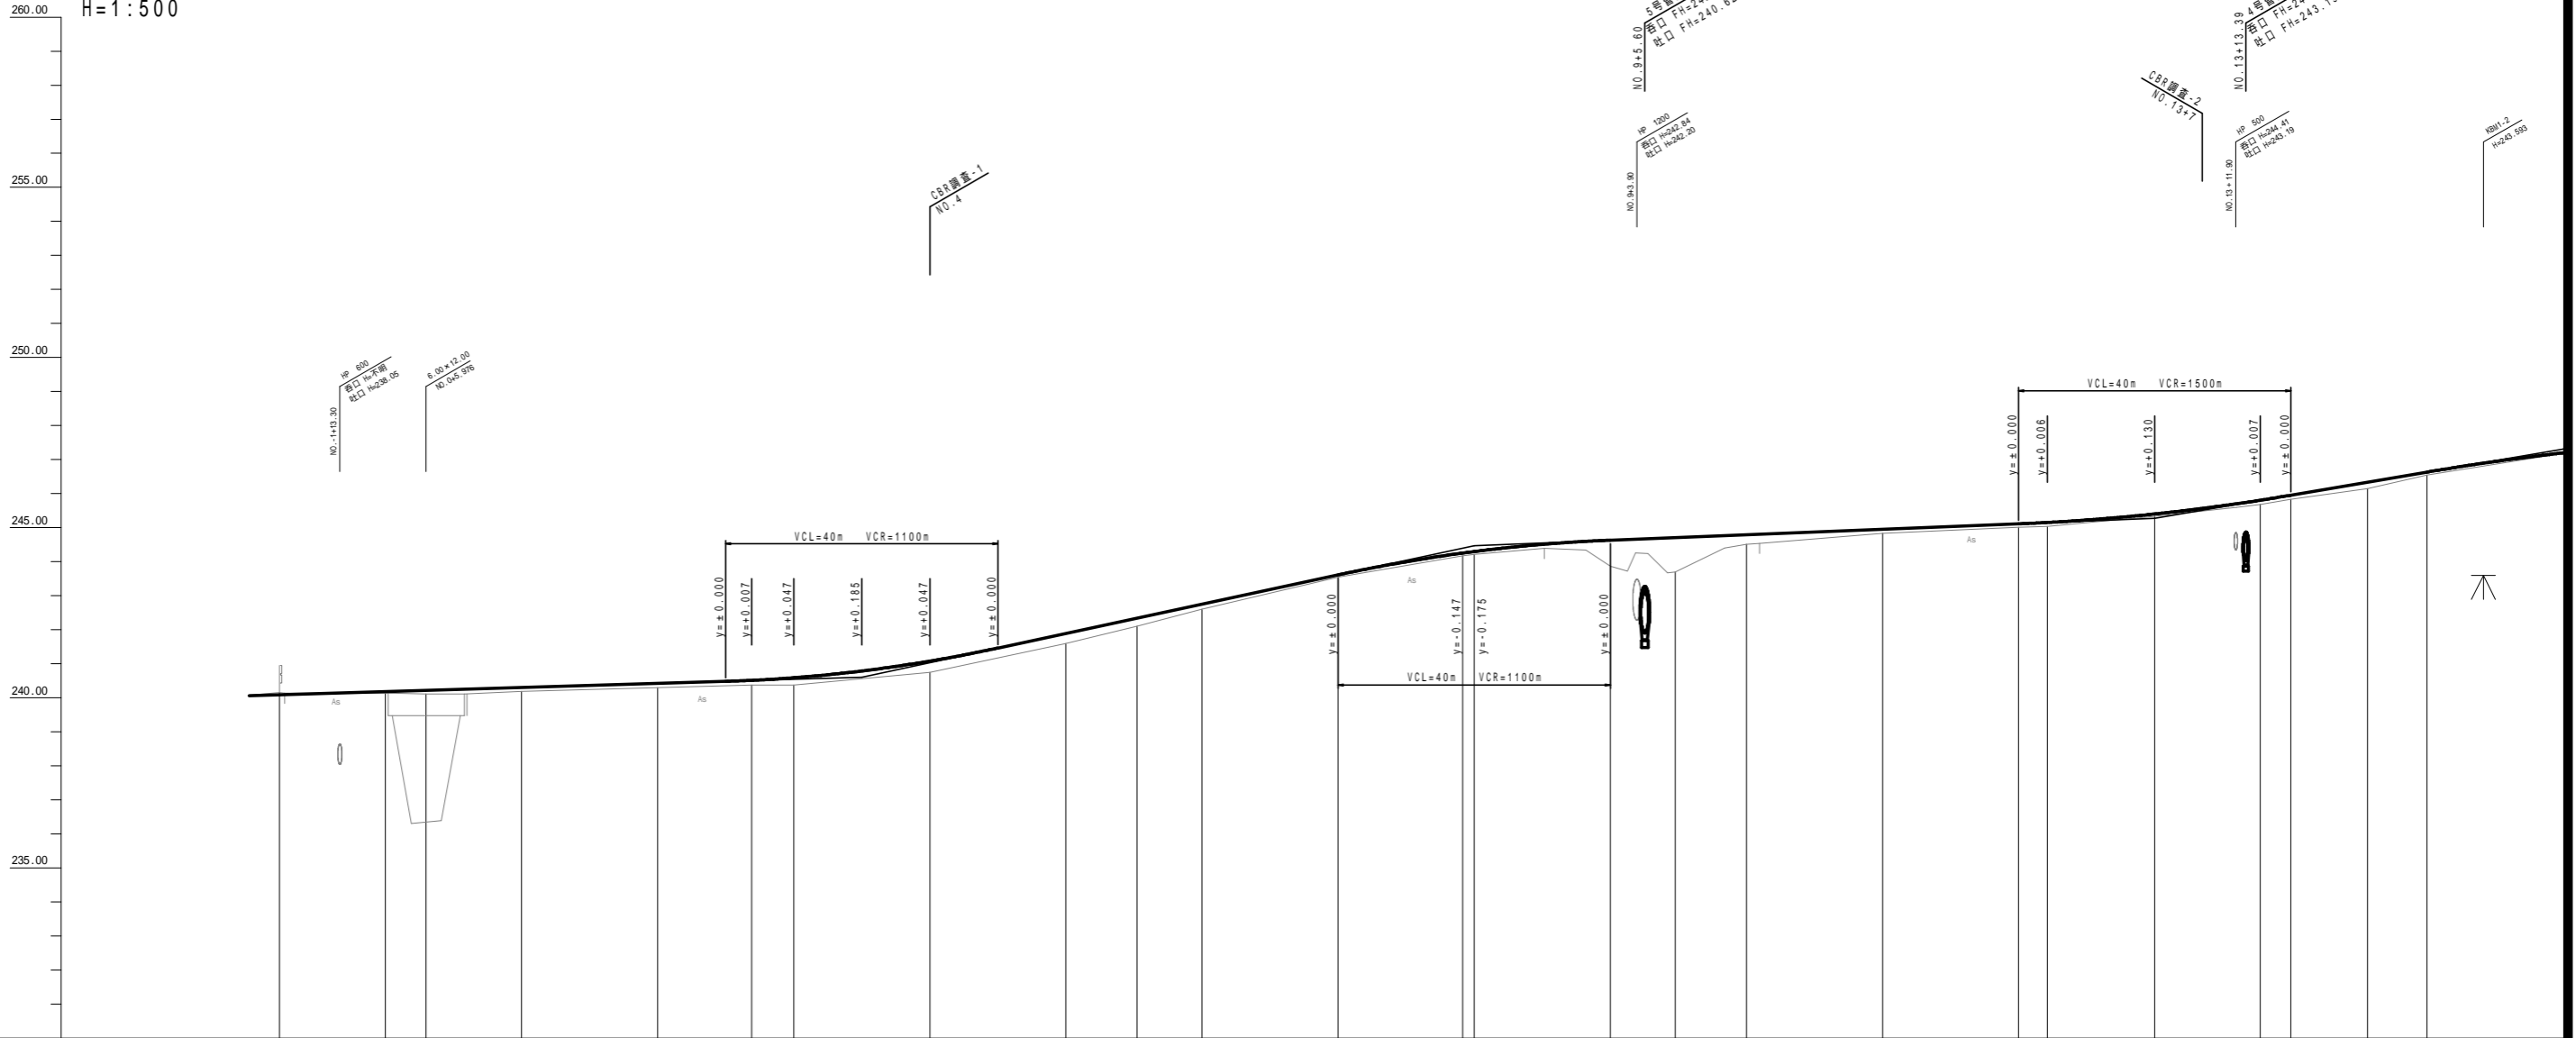 H=1:500
260.00
255.00
250.00
245.00
240.00
235.00
NO.-1+13.30
HP 600
呑口 H=不明
吐口 H=238.05
6.00×12.00
NO.0+5.976
CBR調査-1
NO.4
NO.9+5.60
NO.9+3.90
HP 1200
呑口 H=242.84
吐口 H=242.20
CBR調査-2
NO.13+7
NO.13+13.39
NO.13+11.90
HP 500
呑口 H=244.41
吐口 H=243.19
KBM1-2
H=243.593
VCL=40m VCR=1100m
y=±0.000
y=+0.007
y=+0.047
y=+0.185
y=+0.047
y=±0.000
y=±0.000
y=-0.147
y=-0.175
y=±0.000
VCL=40m VCR=1100m
VCL=40m VCR=1500m
y=±0.000
y=+0.006
y=+0.130
y=+0.007
y=±0.000
As
As
As
As